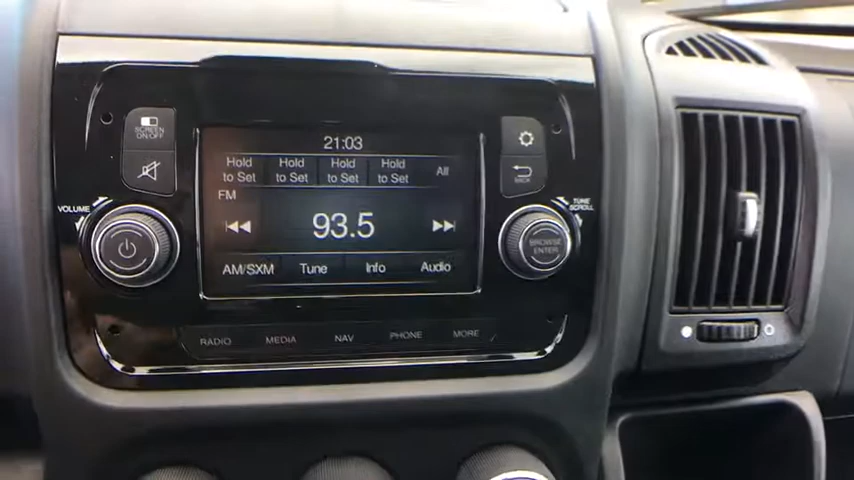 SCREEN
ON/OFF
21:03
Hold Hold Hold Hold All
to Set to Set to Set to Set
FM
VOLUME
TUNE
SCROLL
93.5
BROWSE
ENTER
AM/SXM Tune Info Audio
RADIO MEDIA NAV PHONE MORE